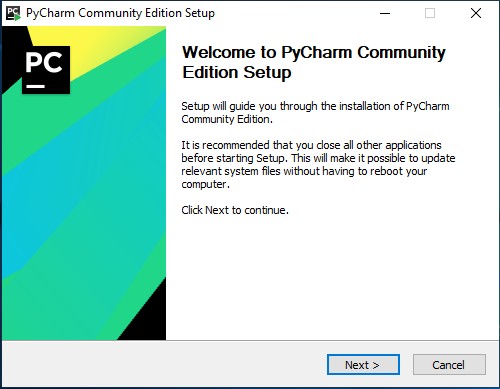 PyCharm Community Edition Setup
PC
Welcome to PyCharm Community
Edition Setup
Setup will guide you through the installation of PyCharm
Community Edition.
It is recommended that you close all other applications
before starting Setup. This will make it possible to update
relevant system files without having to reboot your
computer.
Click Next to continue.
Next >
Cancel